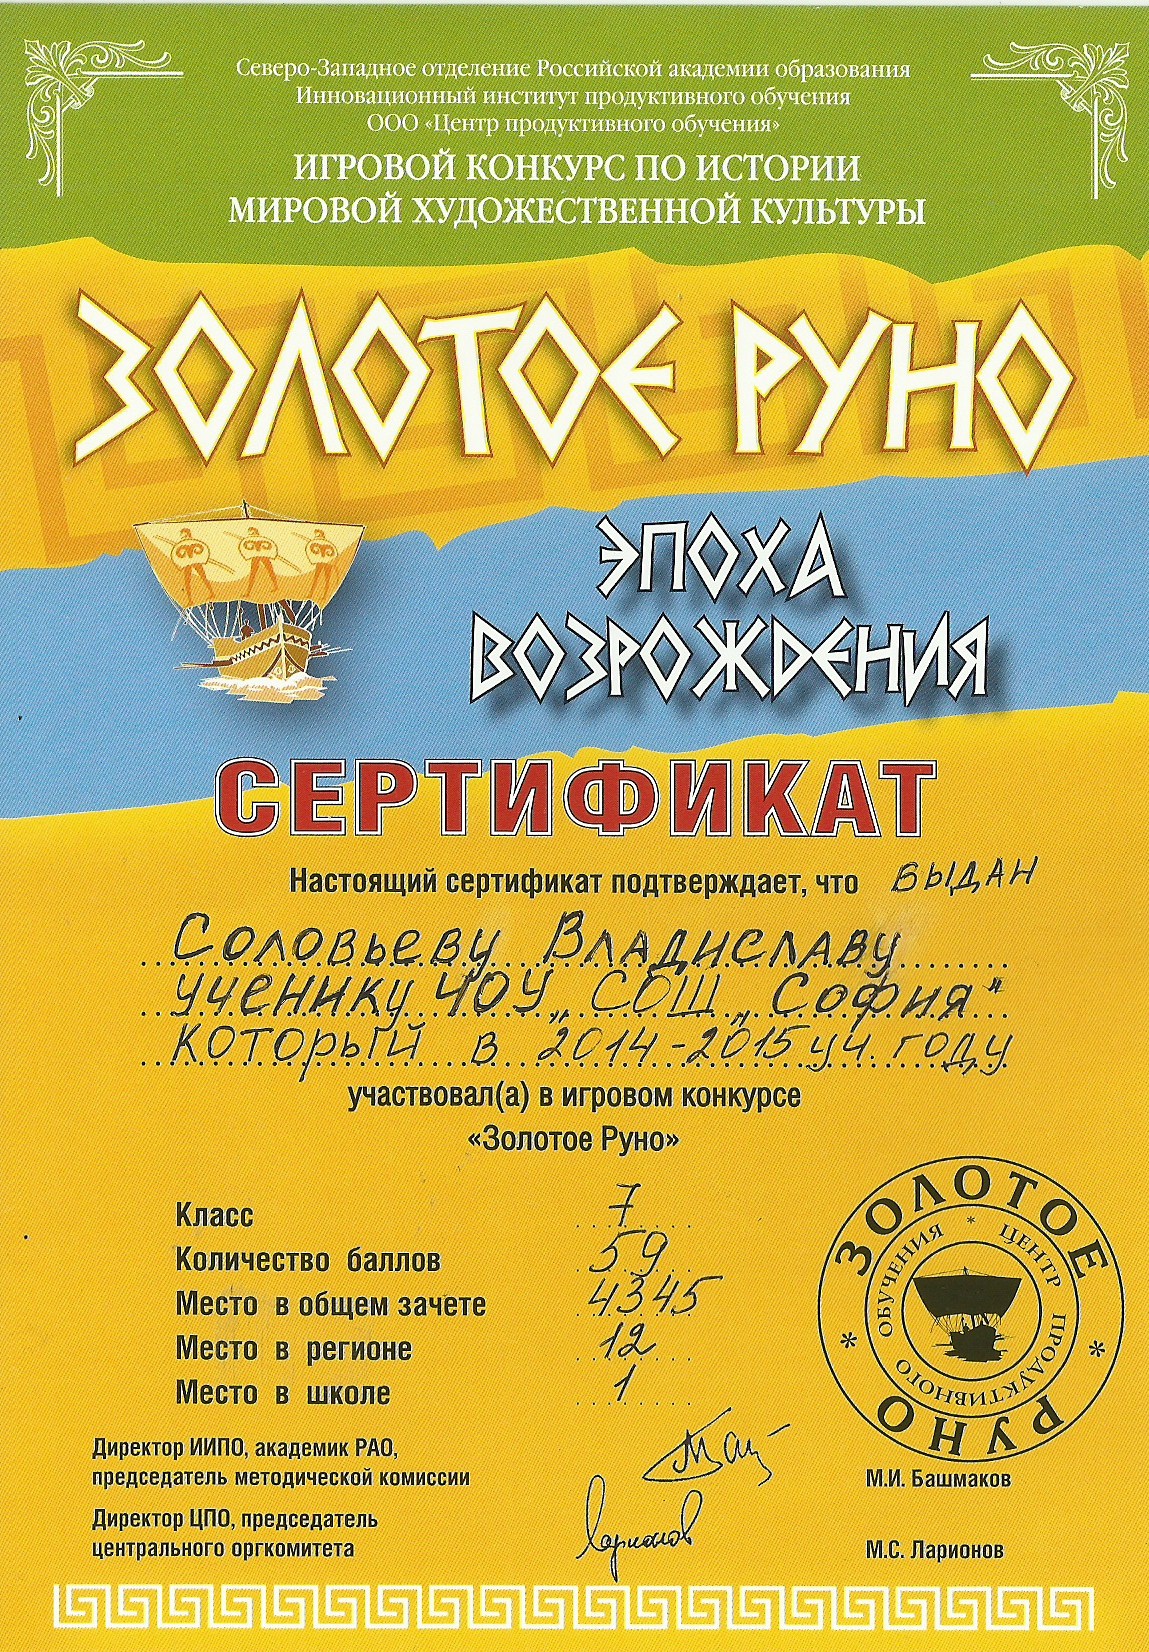 Северо-Западное отделение Российской академии образования
Инновационный институт продуктивного обучения
ООО «Центр продуктивного обучения»
ИГРОВОЙ КОНКУРС ПО ИСТОРИИ
МИРОВОЙ ХУДОЖЕСТВЕННОЙ КУЛЬТУРЫ
ЗОЛОТОЕ РУНО
ЭПОХА
ВОЗРОЖДЕНИЯ
СЕРТИФИКАТ
Настоящий сертификат подтверждает, что ВЫДАН
Соловьеву Владиславу
ученику ЧОУ „СОШ „София"
который в 2014-2015 уч. году
участвовал(а) в игровом конкурсе
«Золотое Руно»
Класс 7
Количество баллов 59
Место в общем зачете 4345
Место в регионе 12
Место в школе 1
ЗОЛОТОЕ * РУНО *
* ЦЕНТР ПРОДУКТИВНОГО ОБУЧЕНИЯ
Директор ИИПО, академик РАО,
председатель методической комиссии М.И. Башмаков
Директор ЦПО, председатель
центрального оргкомитета Ларионов М.С. Ларионов